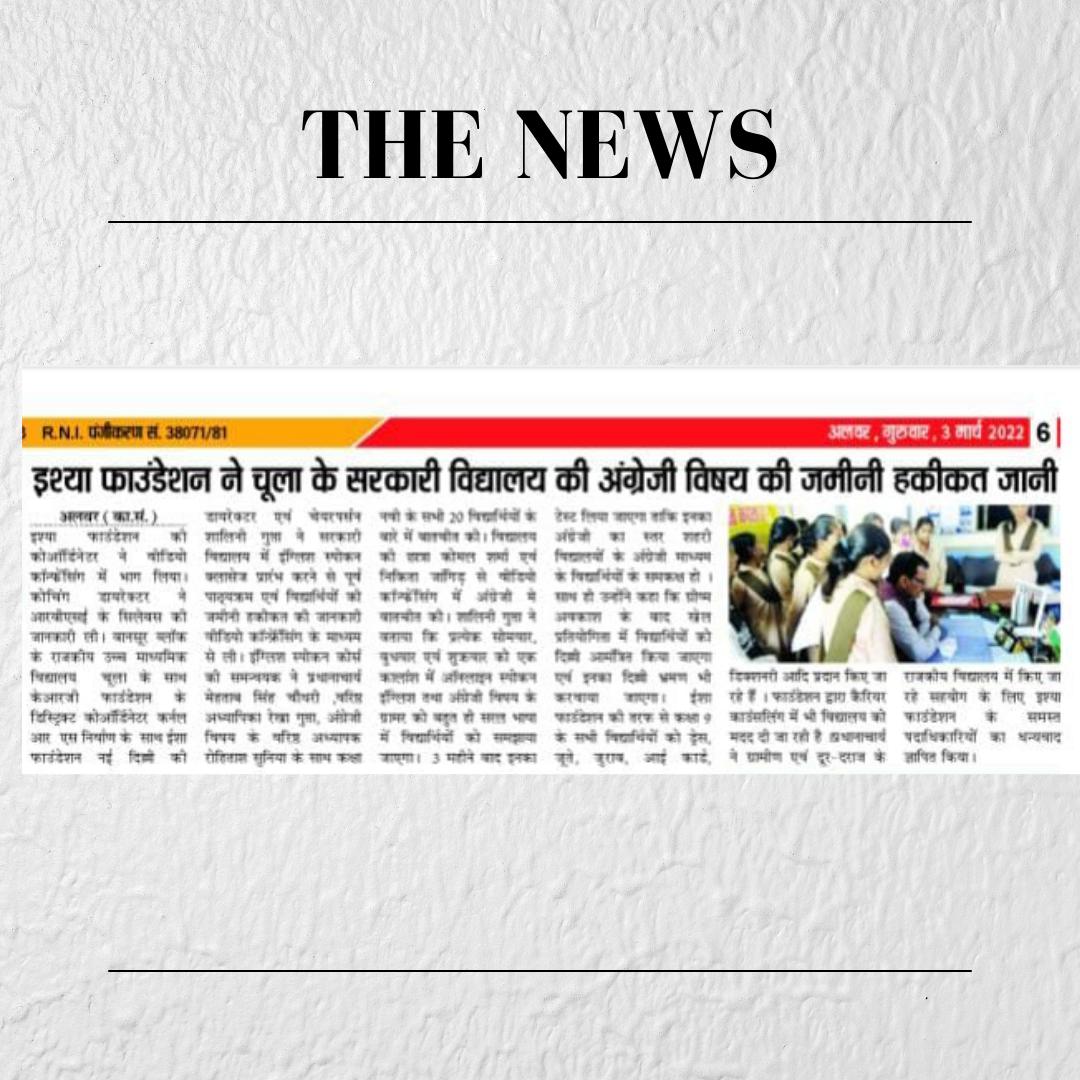 THE NEWS
R.N.I. पंजीकरण सं. 38071/81
अलवर , गुरुवार , 3 मार्च 2022 6
इश्या फाउंडेशन ने चूला के सरकारी विद्यालय की अंग्रेजी विषय की जमीनी हकीकत जानी
अलवर ( का.सं. )
इश्या फाउंडेशन की
कोऑर्डिनेटर ने वीडियो
कॉन्फ्रेंसिंग में भाग लिया।
कोचिंग डायरेक्टर ने
आरबीएसई के सिलेबस की
जानकारी ली। बानसूर ब्लॉक
के राजकीय उच्च माध्यमिक
विद्यालय चूला के साथ
केआरजी फाउंडेशन के
डिस्ट्रिक्ट कोऑर्डिनेटर कर्नल
आर एस निर्वाण के साथ ईशा
फाउंडेशन नई दिल्ली की
डायरेक्टर एवं चेयरपर्सन
शालिनी गुप्ता ने सरकारी
विद्यालय में इंग्लिश स्पोकन
क्लासेज प्रारंभ करने से पूर्व
पाठ्यक्रम एवं विद्यार्थियों की
जमीनी हकीकत की जानकारी
वीडियो कॉन्फ्रेंसिंग के माध्यम
से ली। इंग्लिश स्पोकन कोर्स
की समन्वयक ने प्रधानाचार्य
मेहताब सिंह चौधरी ,वरिष्ठ
अध्यापिका रेखा गुप्ता, अंग्रेजी
विषय के वरिष्ठ अध्यापक
रोहिताश सुनिया के साथ कक्षा
नवी के सभी 20 विद्यार्थियों के
बारे में बातचीत की। विद्यालय
की छात्रा कोमल शर्मा एवं
निकिता जांगिड़ से वीडियो
कॉन्फ्रेंसिंग में अंग्रेजी में
बातचीत की। शालिनी गुप्ता ने
बताया कि प्रत्येक सोमवार,
बुधवार एवं शुक्रवार को एक
कालांश में ऑनलाइन स्पोकन
इंग्लिश तथा अंग्रेजी विषय के
ग्रामर को बहुत ही सरल भाषा
में विद्यार्थियों को समझाया
जाएगा। 3 महीने बाद इनका
टेस्ट लिया जाएगा ताकि इनका
अंग्रेजी का स्तर शहरी
विद्यालयों के अंग्रेजी माध्यम
के विद्यार्थियों के समकक्ष हो ।
साथ ही उन्होंने कहा कि ग्रीष्म
अवकाश के बाद खेल
प्रतियोगिता में विद्यार्थियों को
दिल्ली आमंत्रित किया जाएगा
एवं इनका दिल्ली भ्रमण भी
करवाया जाएगा। ईशा
फाउंडेशन की तरफ से कक्षा 9
के सभी विद्यार्थियों को ड्रेस,
जूते, जुराब, आई कार्ड,
डिक्शनरी आदि प्रदान किए जा
रहे हैं । फाउंडेशन द्वारा कैरियर
काउंसलिंग में भी विद्यालय को
मदद दी जा रही है .प्रधानाचार्य
ने ग्रामीण एवं दूर-दराज के
राजकीय विद्यालय में किए जा
रहे सहयोग के लिए इश्या
फाउंडेशन के समस्त
पदाधिकारियों का धन्यवाद
ज्ञापित किया।